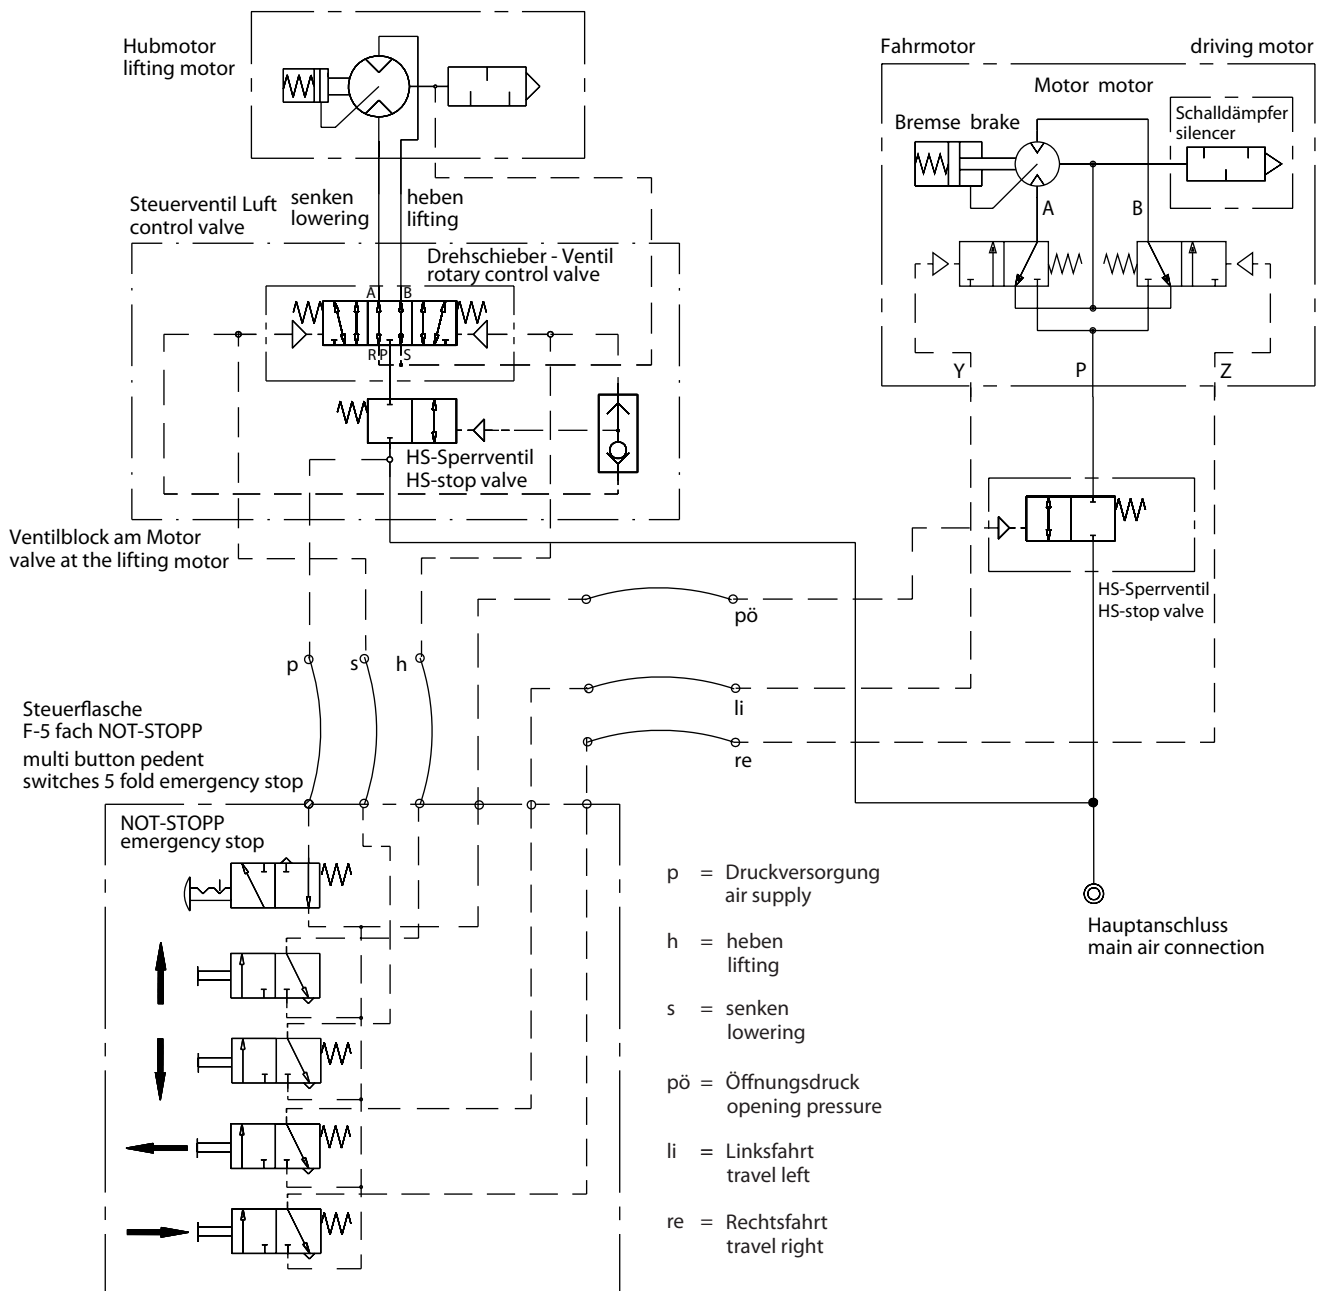 Hubmotor
lifting motor
Fahrmotor
driving motor
Motor motor
Bremse brake
Schalldämpfer
silencer
A
B
Steuerventil Luft
control valve
senken
lowering
heben
lifting
Drehschieber - Ventil
rotary control valve
A
B
R
P
S
Y
P
Z
HS-Sperrventil
HS-stop valve
Ventilblock am Motor
valve at the lifting motor
HS-Sperrventil
HS-stop valve
pö
p
s
h
li
re
Steuerflasche
F-5 fach NOT-STOPP
multi button pedent
switches 5 fold emergency stop
NOT-STOPP
emergency stop
p = Druckversorgung
air supply
h = heben
lifting
s = senken
lowering
pö = Öffnungsdruck
opening pressure
li = Linksfahrt
travel left
re = Rechtsfahrt
travel right
Hauptanschluss
main air connection